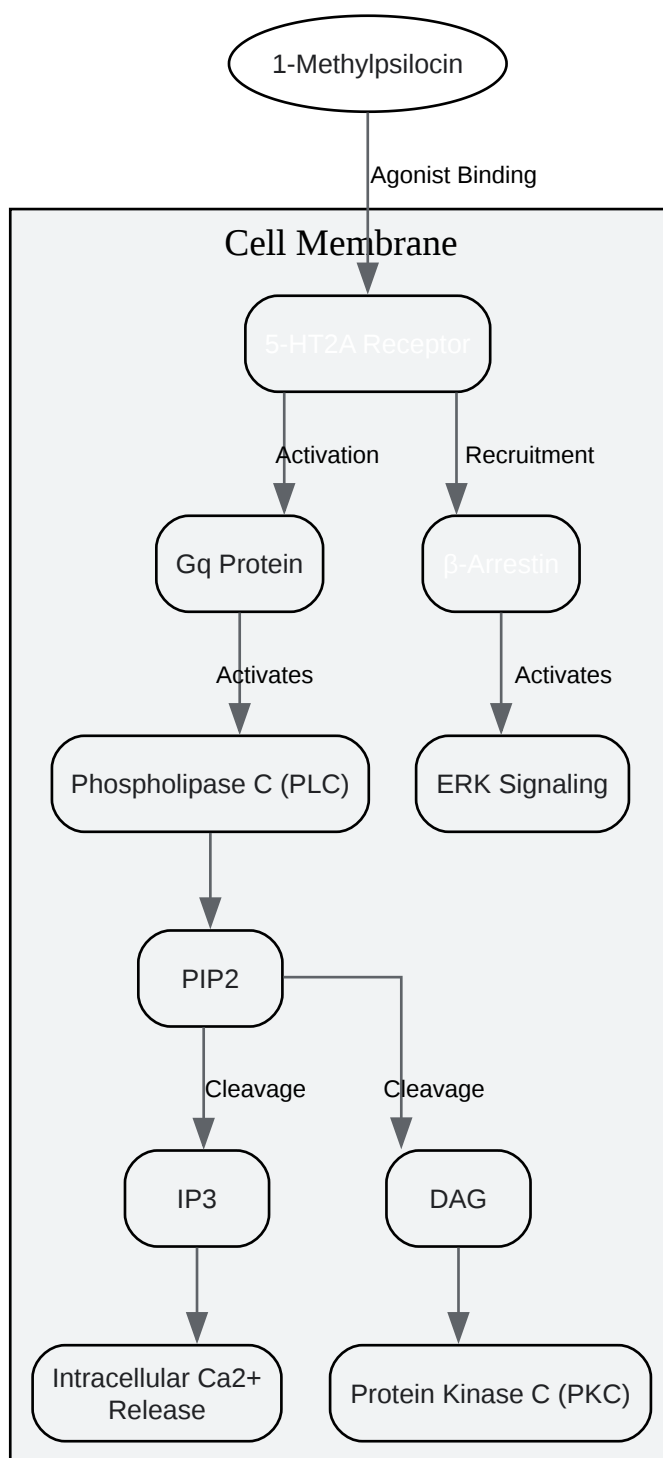 1-Methylpsilocin
Agonist Binding
Cell Membrane
5-HT2A Receptor
Activation
Recruitment
Gq Protein
β-Arrestin
Activates
Activates
Phospholipase C (PLC)
ERK Signaling
PIP2
Cleavage
Cleavage
IP3
DAG
Intracellular Ca2+
Release
Protein Kinase C (PKC)